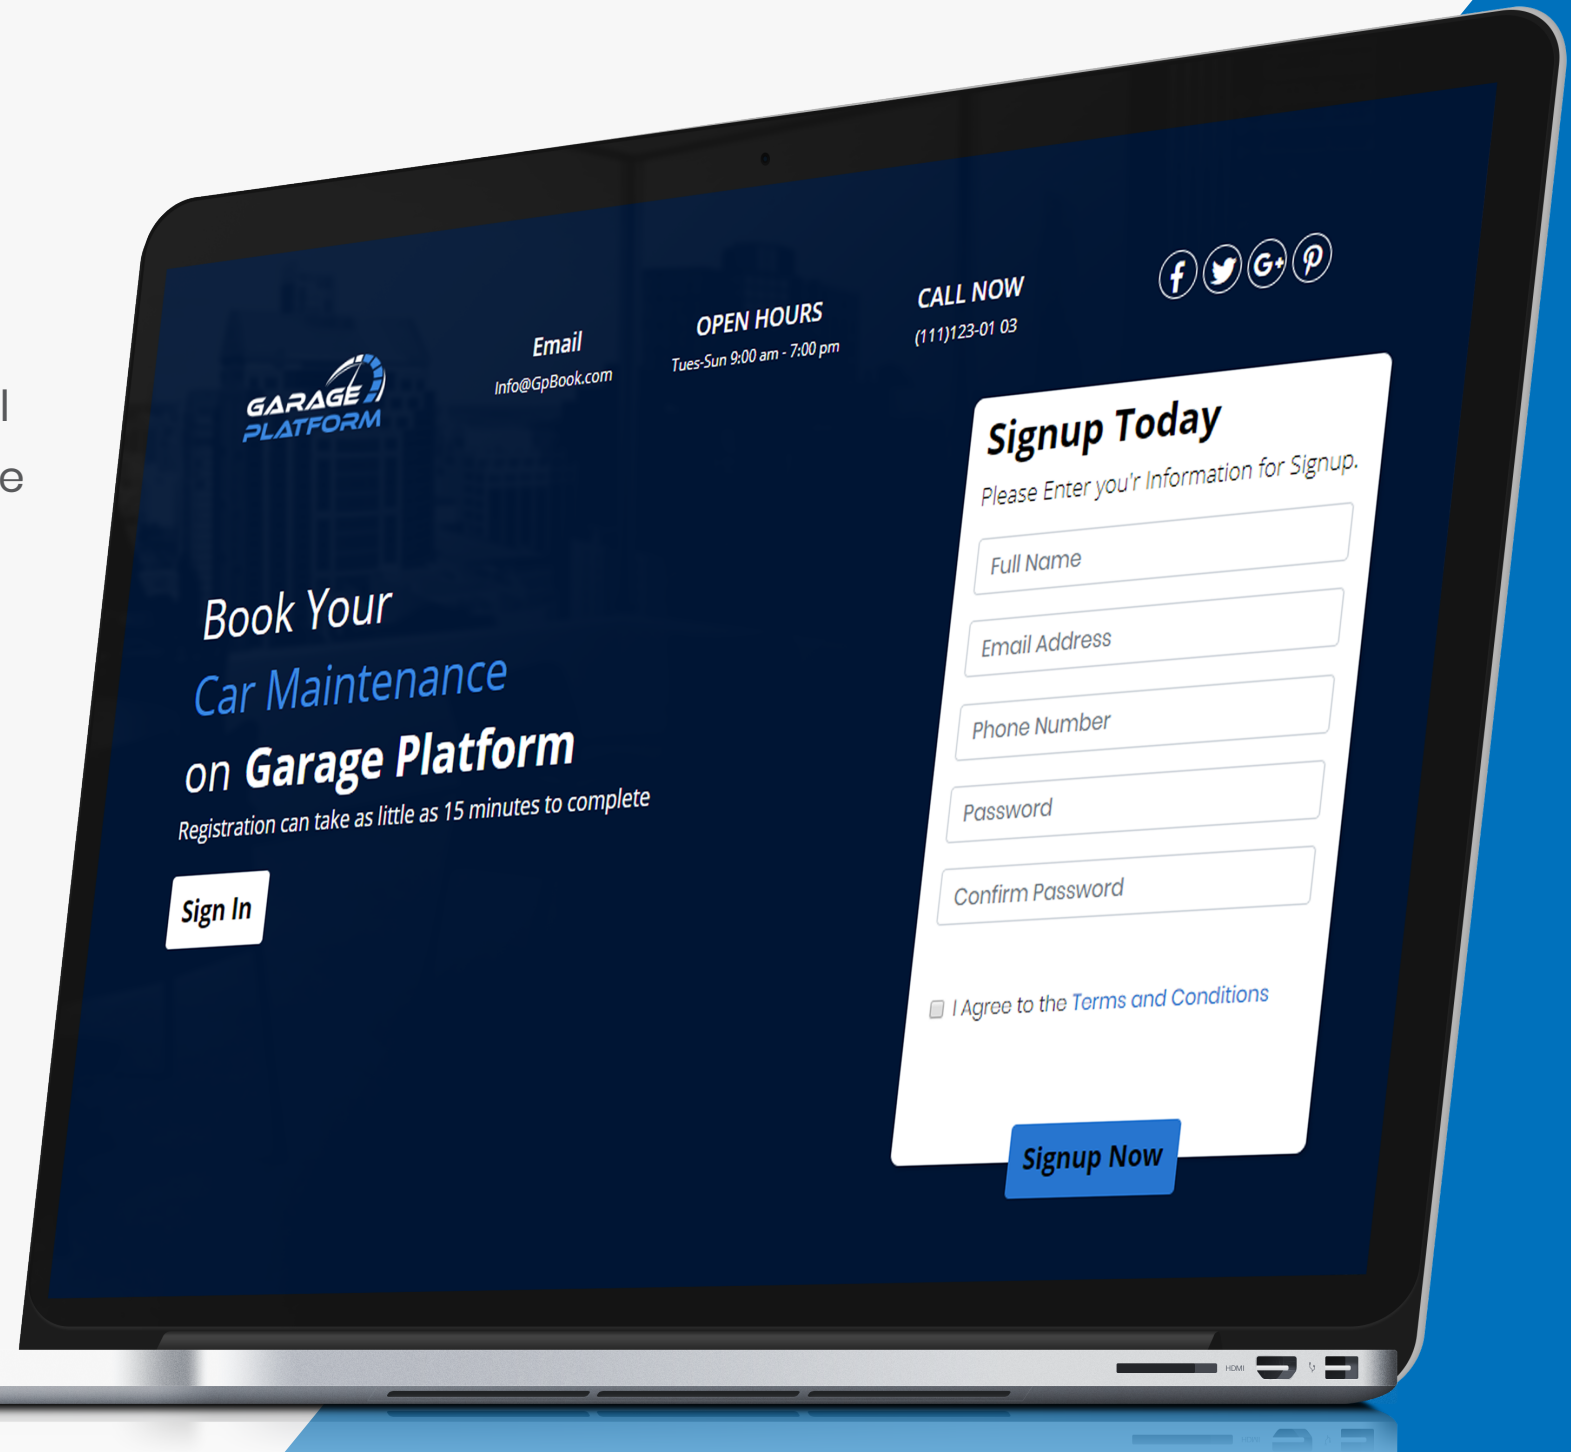 l
e
GARAGE
PLATFORM
Email
Info@GpBook.com
OPEN HOURS
Tues-Sun 9:00 am - 7:00 pm
CALL NOW
(111)123-01 03
Book Your
Car Maintenance
on Garage Platform
Registration can take as little as 15 minutes to complete
Sign In
Signup Today
Please Enter you'r Information for Signup.
Full Name
Email Address
Phone Number
Password
Confirm Password
I Agree to the Terms and Conditions
Signup Now
HDMI